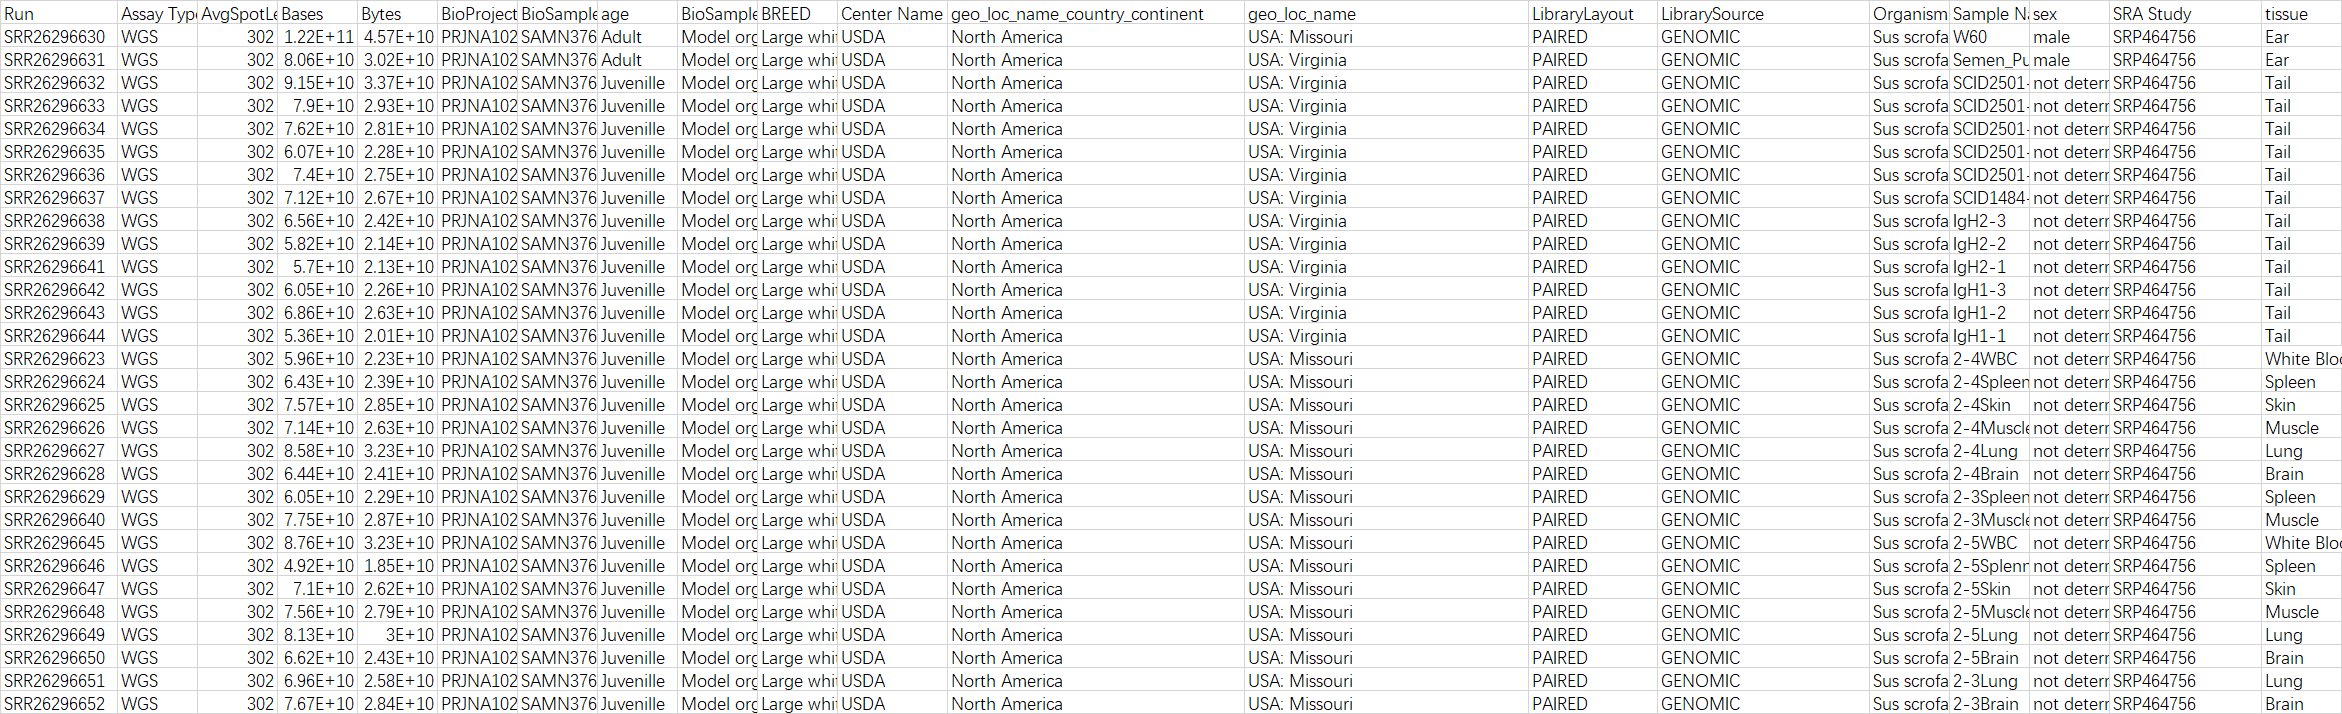 Run Assay Typ AvgSpotLe Bases Bytes BioProject BioSample age BioSample BREED Center Name geo_loc_name_country_continent geo_loc_name LibraryLayout LibrarySource Organism Sample Na sex SRA Study tissue
SRR26296630 WGS 302 1.22E+11 4.57E+10 PRJNA102 SAMN376 Adult Model org Large whi USDA North America USA: Missouri PAIRED GENOMIC Sus scrofa W60 male SRP464756 Ear
SRR26296631 WGS 302 8.06E+10 3.02E+10 PRJNA102 SAMN376 Adult Model org Large whi USDA North America USA: Virginia PAIRED GENOMIC Sus scrofa Semen_Pu male SRP464756 Ear
SRR26296632 WGS 302 9.15E+10 3.37E+10 PRJNA102 SAMN376 Juvenille Model org Large whi USDA North America USA: Virginia PAIRED GENOMIC Sus scrofa SCID2501- not deterr SRP464756 Tail
SRR26296633 WGS 302 7.9E+10 2.93E+10 PRJNA102 SAMN376 Juvenille Model org Large whi USDA North America USA: Virginia PAIRED GENOMIC Sus scrofa SCID2501- not deterr SRP464756 Tail
SRR26296634 WGS 302 7.62E+10 2.81E+10 PRJNA102 SAMN376 Juvenille Model org Large whi USDA North America USA: Virginia PAIRED GENOMIC Sus scrofa SCID2501- not deterr SRP464756 Tail
SRR26296635 WGS 302 6.07E+10 2.28E+10 PRJNA102 SAMN376 Juvenille Model org Large whi USDA North America USA: Virginia PAIRED GENOMIC Sus scrofa SCID2501- not deterr SRP464756 Tail
SRR26296636 WGS 302 7.4E+10 2.75E+10 PRJNA102 SAMN376 Juvenille Model org Large whi USDA North America USA: Virginia PAIRED GENOMIC Sus scrofa SCID2501- not deterr SRP464756 Tail
SRR26296637 WGS 302 7.12E+10 2.67E+10 PRJNA102 SAMN376 Juvenille Model org Large whi USDA North America USA: Virginia PAIRED GENOMIC Sus scrofa SCID1484- not deterr SRP464756 Tail
SRR26296638 WGS 302 6.56E+10 2.42E+10 PRJNA102 SAMN376 Juvenille Model org Large whi USDA North America USA: Virginia PAIRED GENOMIC Sus scrofa IgH2-3 not deterr SRP464756 Tail
SRR26296639 WGS 302 5.82E+10 2.14E+10 PRJNA102 SAMN376 Juvenille Model org Large whi USDA North America USA: Virginia PAIRED GENOMIC Sus scrofa IgH2-2 not deterr SRP464756 Tail
SRR26296641 WGS 302 5.7E+10 2.13E+10 PRJNA102 SAMN376 Juvenille Model org Large whi USDA North America USA: Virginia PAIRED GENOMIC Sus scrofa IgH2-1 not deterr SRP464756 Tail
SRR26296642 WGS 302 6.05E+10 2.26E+10 PRJNA102 SAMN376 Juvenille Model org Large whi USDA North America USA: Virginia PAIRED GENOMIC Sus scrofa IgH1-3 not deterr SRP464756 Tail
SRR26296643 WGS 302 6.86E+10 2.63E+10 PRJNA102 SAMN376 Juvenille Model org Large whi USDA North America USA: Virginia PAIRED GENOMIC Sus scrofa IgH1-2 not deterr SRP464756 Tail
SRR26296644 WGS 302 5.36E+10 2.01E+10 PRJNA102 SAMN376 Juvenille Model org Large whi USDA North America USA: Virginia PAIRED GENOMIC Sus scrofa IgH1-1 not deterr SRP464756 Tail
SRR26296623 WGS 302 5.96E+10 2.23E+10 PRJNA102 SAMN376 Juvenille Model org Large whi USDA North America USA: Missouri PAIRED GENOMIC Sus scrofa 2-4WBC not deterr SRP464756 White Bloo
SRR26296624 WGS 302 6.43E+10 2.39E+10 PRJNA102 SAMN376 Juvenille Model org Large whi USDA North America USA: Missouri PAIRED GENOMIC Sus scrofa 2-4Spleen not deterr SRP464756 Spleen
SRR26296625 WGS 302 7.57E+10 2.85E+10 PRJNA102 SAMN376 Juvenille Model org Large whi USDA North America USA: Missouri PAIRED GENOMIC Sus scrofa 2-4Skin not deterr SRP464756 Skin
SRR26296626 WGS 302 7.14E+10 2.63E+10 PRJNA102 SAMN376 Juvenille Model org Large whi USDA North America USA: Missouri PAIRED GENOMIC Sus scrofa 2-4Muscle not deterr SRP464756 Muscle
SRR26296627 WGS 302 8.58E+10 3.23E+10 PRJNA102 SAMN376 Juvenille Model org Large whi USDA North America USA: Missouri PAIRED GENOMIC Sus scrofa 2-4Lung not deterr SRP464756 Lung
SRR26296628 WGS 302 6.44E+10 2.41E+10 PRJNA102 SAMN376 Juvenille Model org Large whi USDA North America USA: Missouri PAIRED GENOMIC Sus scrofa 2-4Brain not deterr SRP464756 Brain
SRR26296629 WGS 302 6.05E+10 2.29E+10 PRJNA102 SAMN376 Juvenille Model org Large whi USDA North America USA: Missouri PAIRED GENOMIC Sus scrofa 2-3Spleen not deterr SRP464756 Spleen
SRR26296640 WGS 302 7.75E+10 2.87E+10 PRJNA102 SAMN376 Juvenille Model org Large whi USDA North America USA: Missouri PAIRED GENOMIC Sus scrofa 2-3Muscle not deterr SRP464756 Muscle
SRR26296645 WGS 302 8.76E+10 3.23E+10 PRJNA102 SAMN376 Juvenille Model org Large whi USDA North America USA: Missouri PAIRED GENOMIC Sus scrofa 2-5WBC not deterr SRP464756 White Bloo
SRR26296646 WGS 302 4.92E+10 1.85E+10 PRJNA102 SAMN376 Juvenille Model org Large whi USDA North America USA: Missouri PAIRED GENOMIC Sus scrofa 2-5Splenn not deterr SRP464756 Spleen
SRR26296647 WGS 302 7.1E+10 2.62E+10 PRJNA102 SAMN376 Juvenille Model org Large whi USDA North America USA: Missouri PAIRED GENOMIC Sus scrofa 2-5Skin not deterr SRP464756 Skin
SRR26296648 WGS 302 7.56E+10 2.79E+10 PRJNA102 SAMN376 Juvenille Model org Large whi USDA North America USA: Missouri PAIRED GENOMIC Sus scrofa 2-5Muscle not deterr SRP464756 Muscle
SRR26296649 WGS 302 8.13E+10 3E+10 PRJNA102 SAMN376 Juvenille Model org Large whi USDA North America USA: Missouri PAIRED GENOMIC Sus scrofa 2-5Lung not deterr SRP464756 Lung
SRR26296650 WGS 302 6.62E+10 2.43E+10 PRJNA102 SAMN376 Juvenille Model org Large whi USDA North America USA: Missouri PAIRED GENOMIC Sus scrofa 2-5Brain not deterr SRP464756 Brain
SRR26296651 WGS 302 6.96E+10 2.58E+10 PRJNA102 SAMN376 Juvenille Model org Large whi USDA North America USA: Missouri PAIRED GENOMIC Sus scrofa 2-3Lung not deterr SRP464756 Lung
SRR26296652 WGS 302 7.67E+10 2.84E+10 PRJNA102 SAMN376 Juvenille Model org Large whi USDA North America USA: Missouri PAIRED GENOMIC Sus scrofa 2-3Brain not deterr SRP464756 Brain